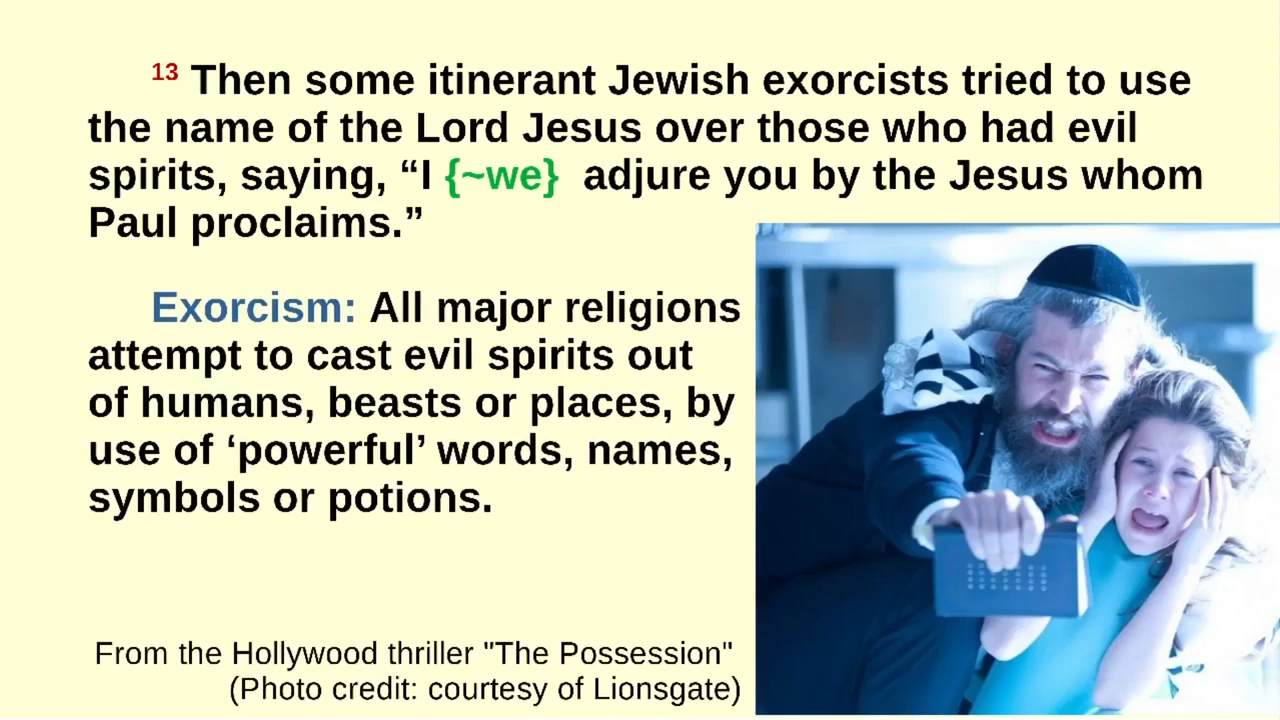 13 Then some itinerant Jewish exorcists tried to use
the name of the Lord Jesus over those who had evil
spirits, saying, “I {~we} adjure you by the Jesus whom
Paul proclaims.”
Exorcism: All major religions
attempt to cast evil spirits out
of humans, beasts or places, by
use of ‘powerful’ words, names,
symbols or potions.
From the Hollywood thriller "The Possession"
(Photo credit: courtesy of Lionsgate)